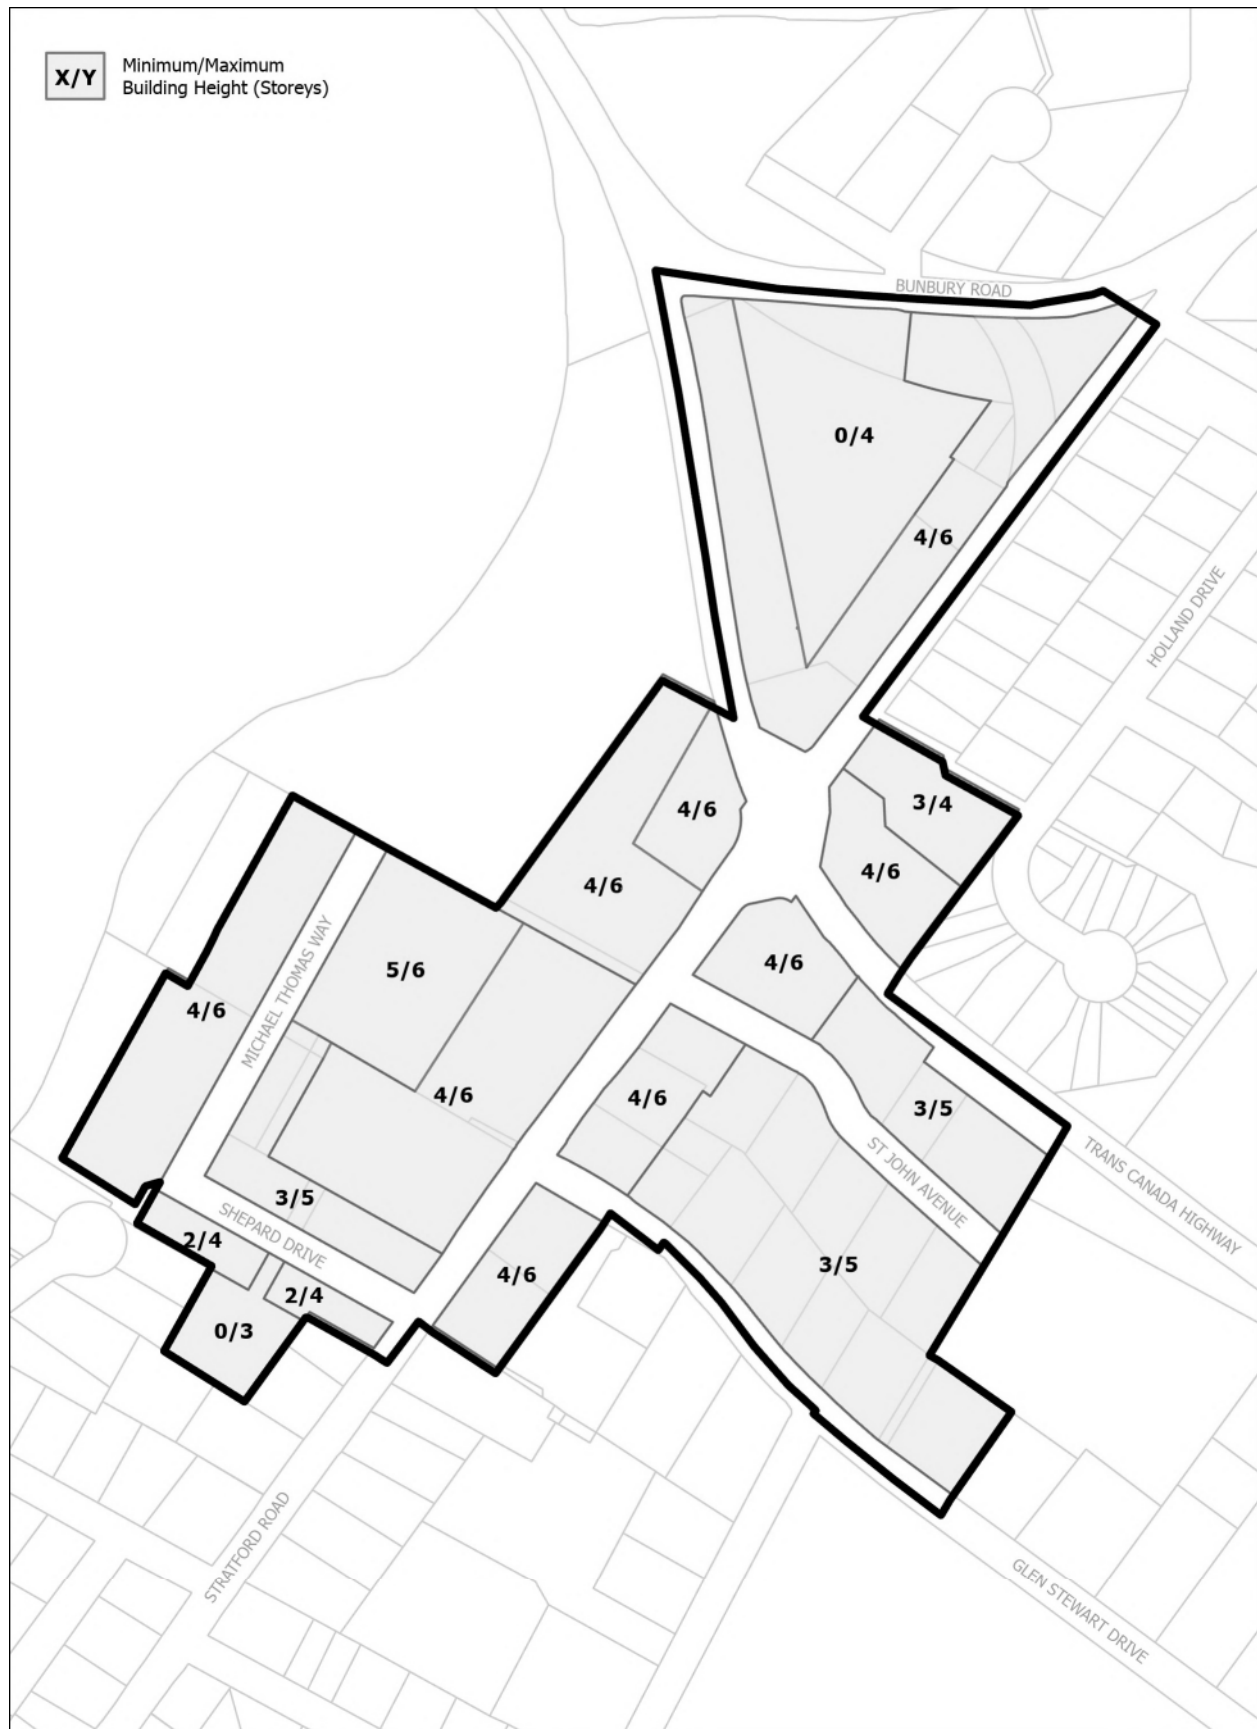 X/Y
Minimum/Maximum
Building Height (Storeys)
BUNBURY ROAD
0/4
4/6
HOLLAND DRIVE
4/6
3/4
4/6
4/6
4/6
5/6
4/6
MICHAEL THOMAS WAY
4/6
4/6
3/5
ST JOHN AVENUE
TRANS CANADA HIGHWAY
3/5
SHEPARD DRIVE
2/4
3/5
4/6
2/4
0/3
STRATFORD ROAD
GLEN STEWART DRIVE